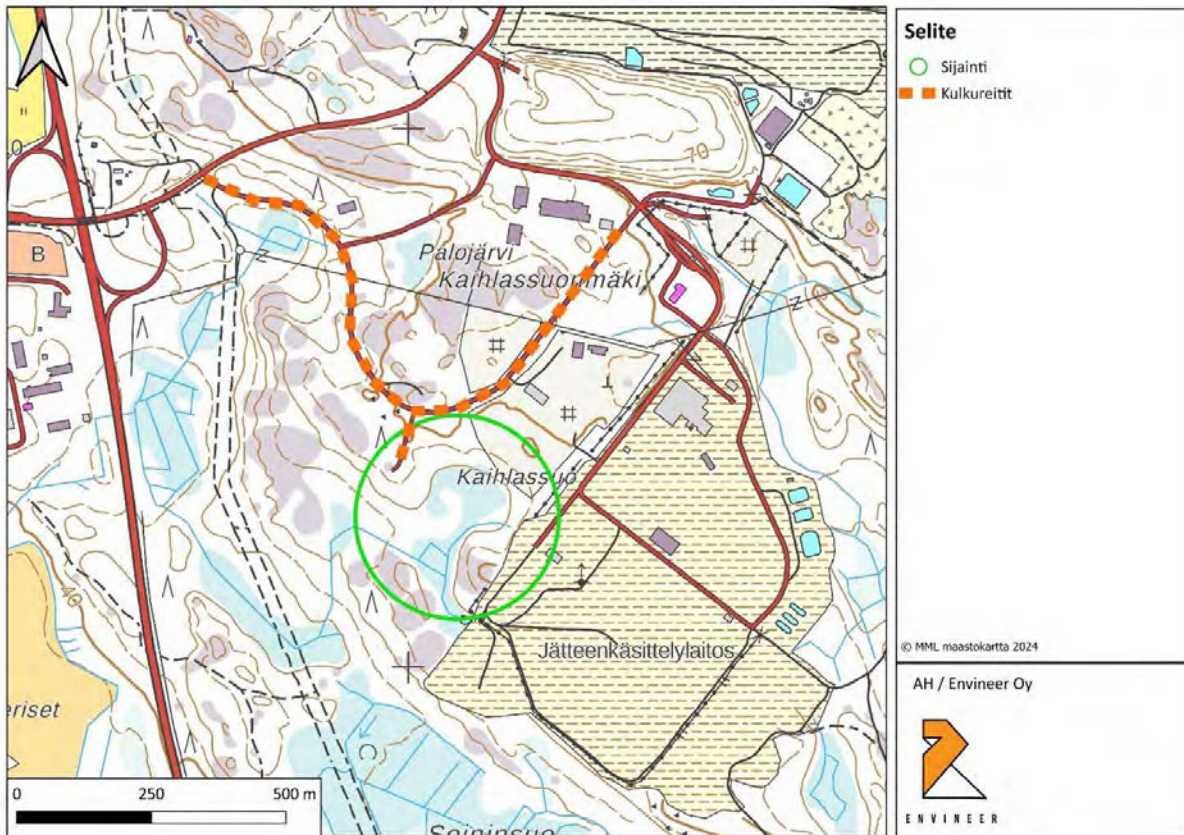 Selite
Sijainti
Kulkureitit
70
B
Palojärvi
Kaihlassuonmäki
Kaihlassuo
40
Jätteenkäsittelylaitos
eriset
0 250 500 m
© MML maastokartta 2024
AH / Envineer Oy
ENVINEER